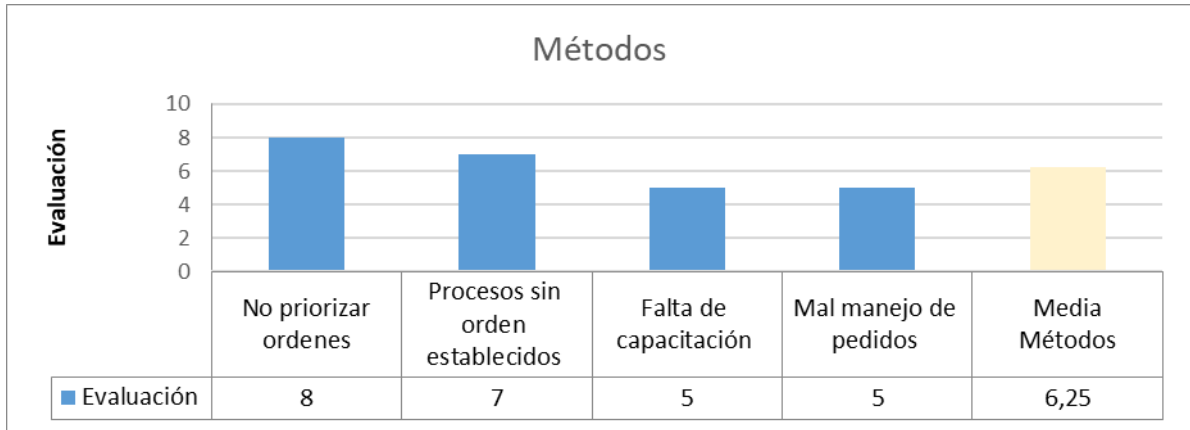 Métodos
Evaluación
10
8
6
4
2
0
No priorizar
ordenes
Procesos sin
orden
establecidos
Falta de
capacitación
Mal manejo de
pedidos
Media
Métodos
Evaluación 8 7 5 5 6,25